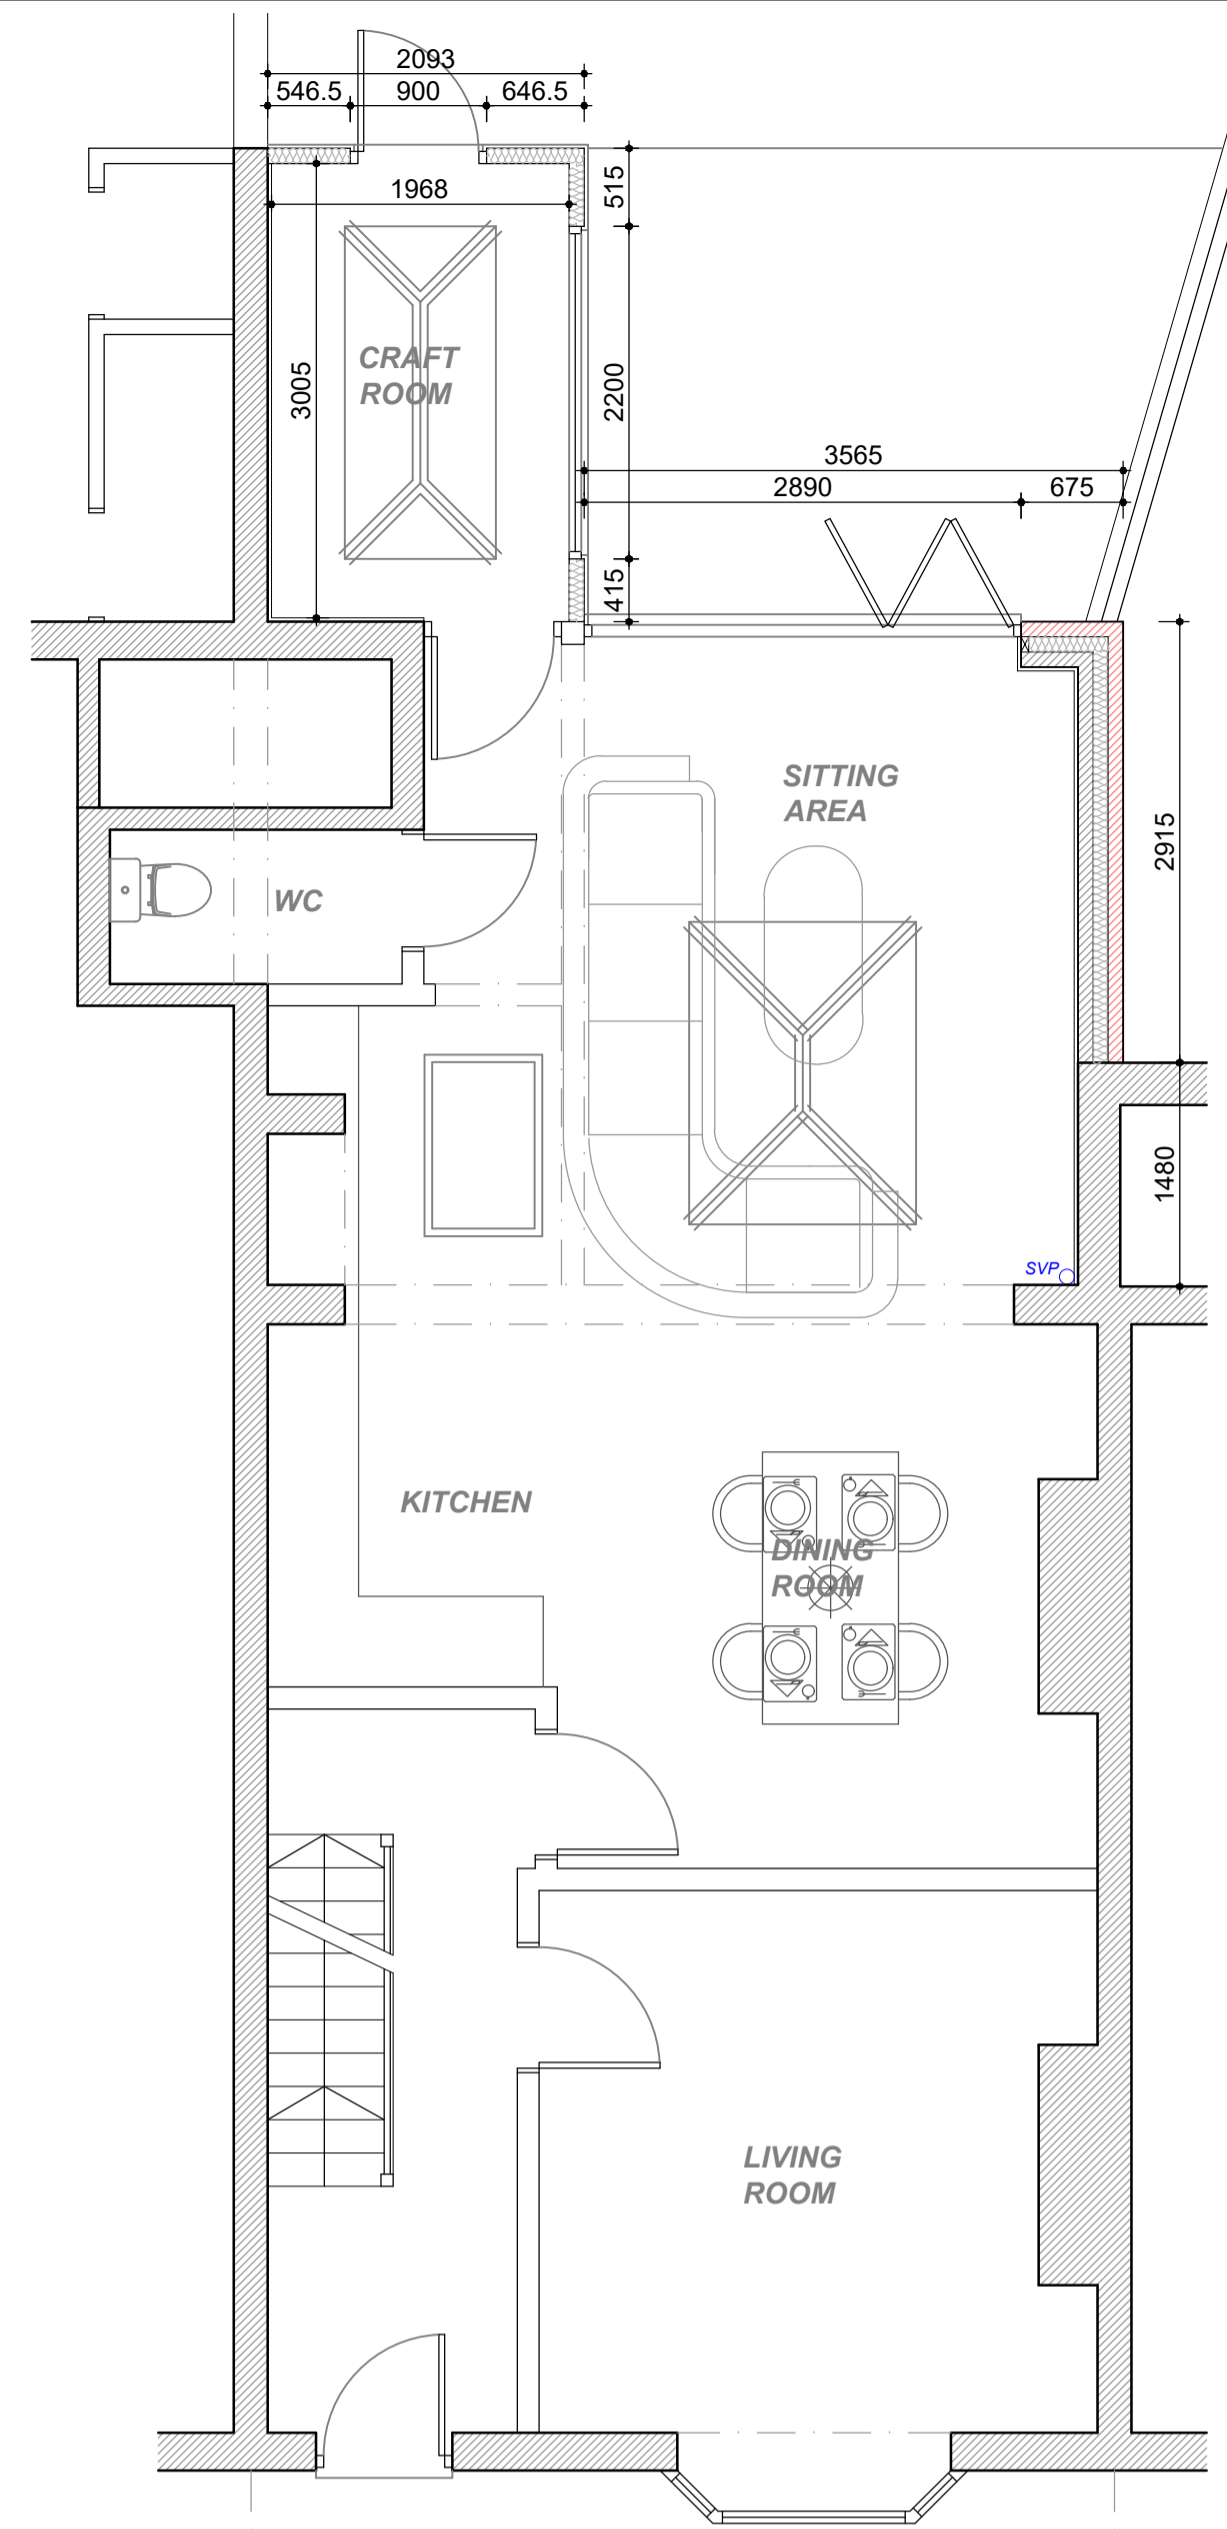 2093
546.5
900
646.5
1968
515
CRAFT
ROOM
3005
2200
3565
2890
675
415
SITTING
AREA
2915
WC
1480
SVP
KITCHEN
DINING
ROOM
LIVING
ROOM